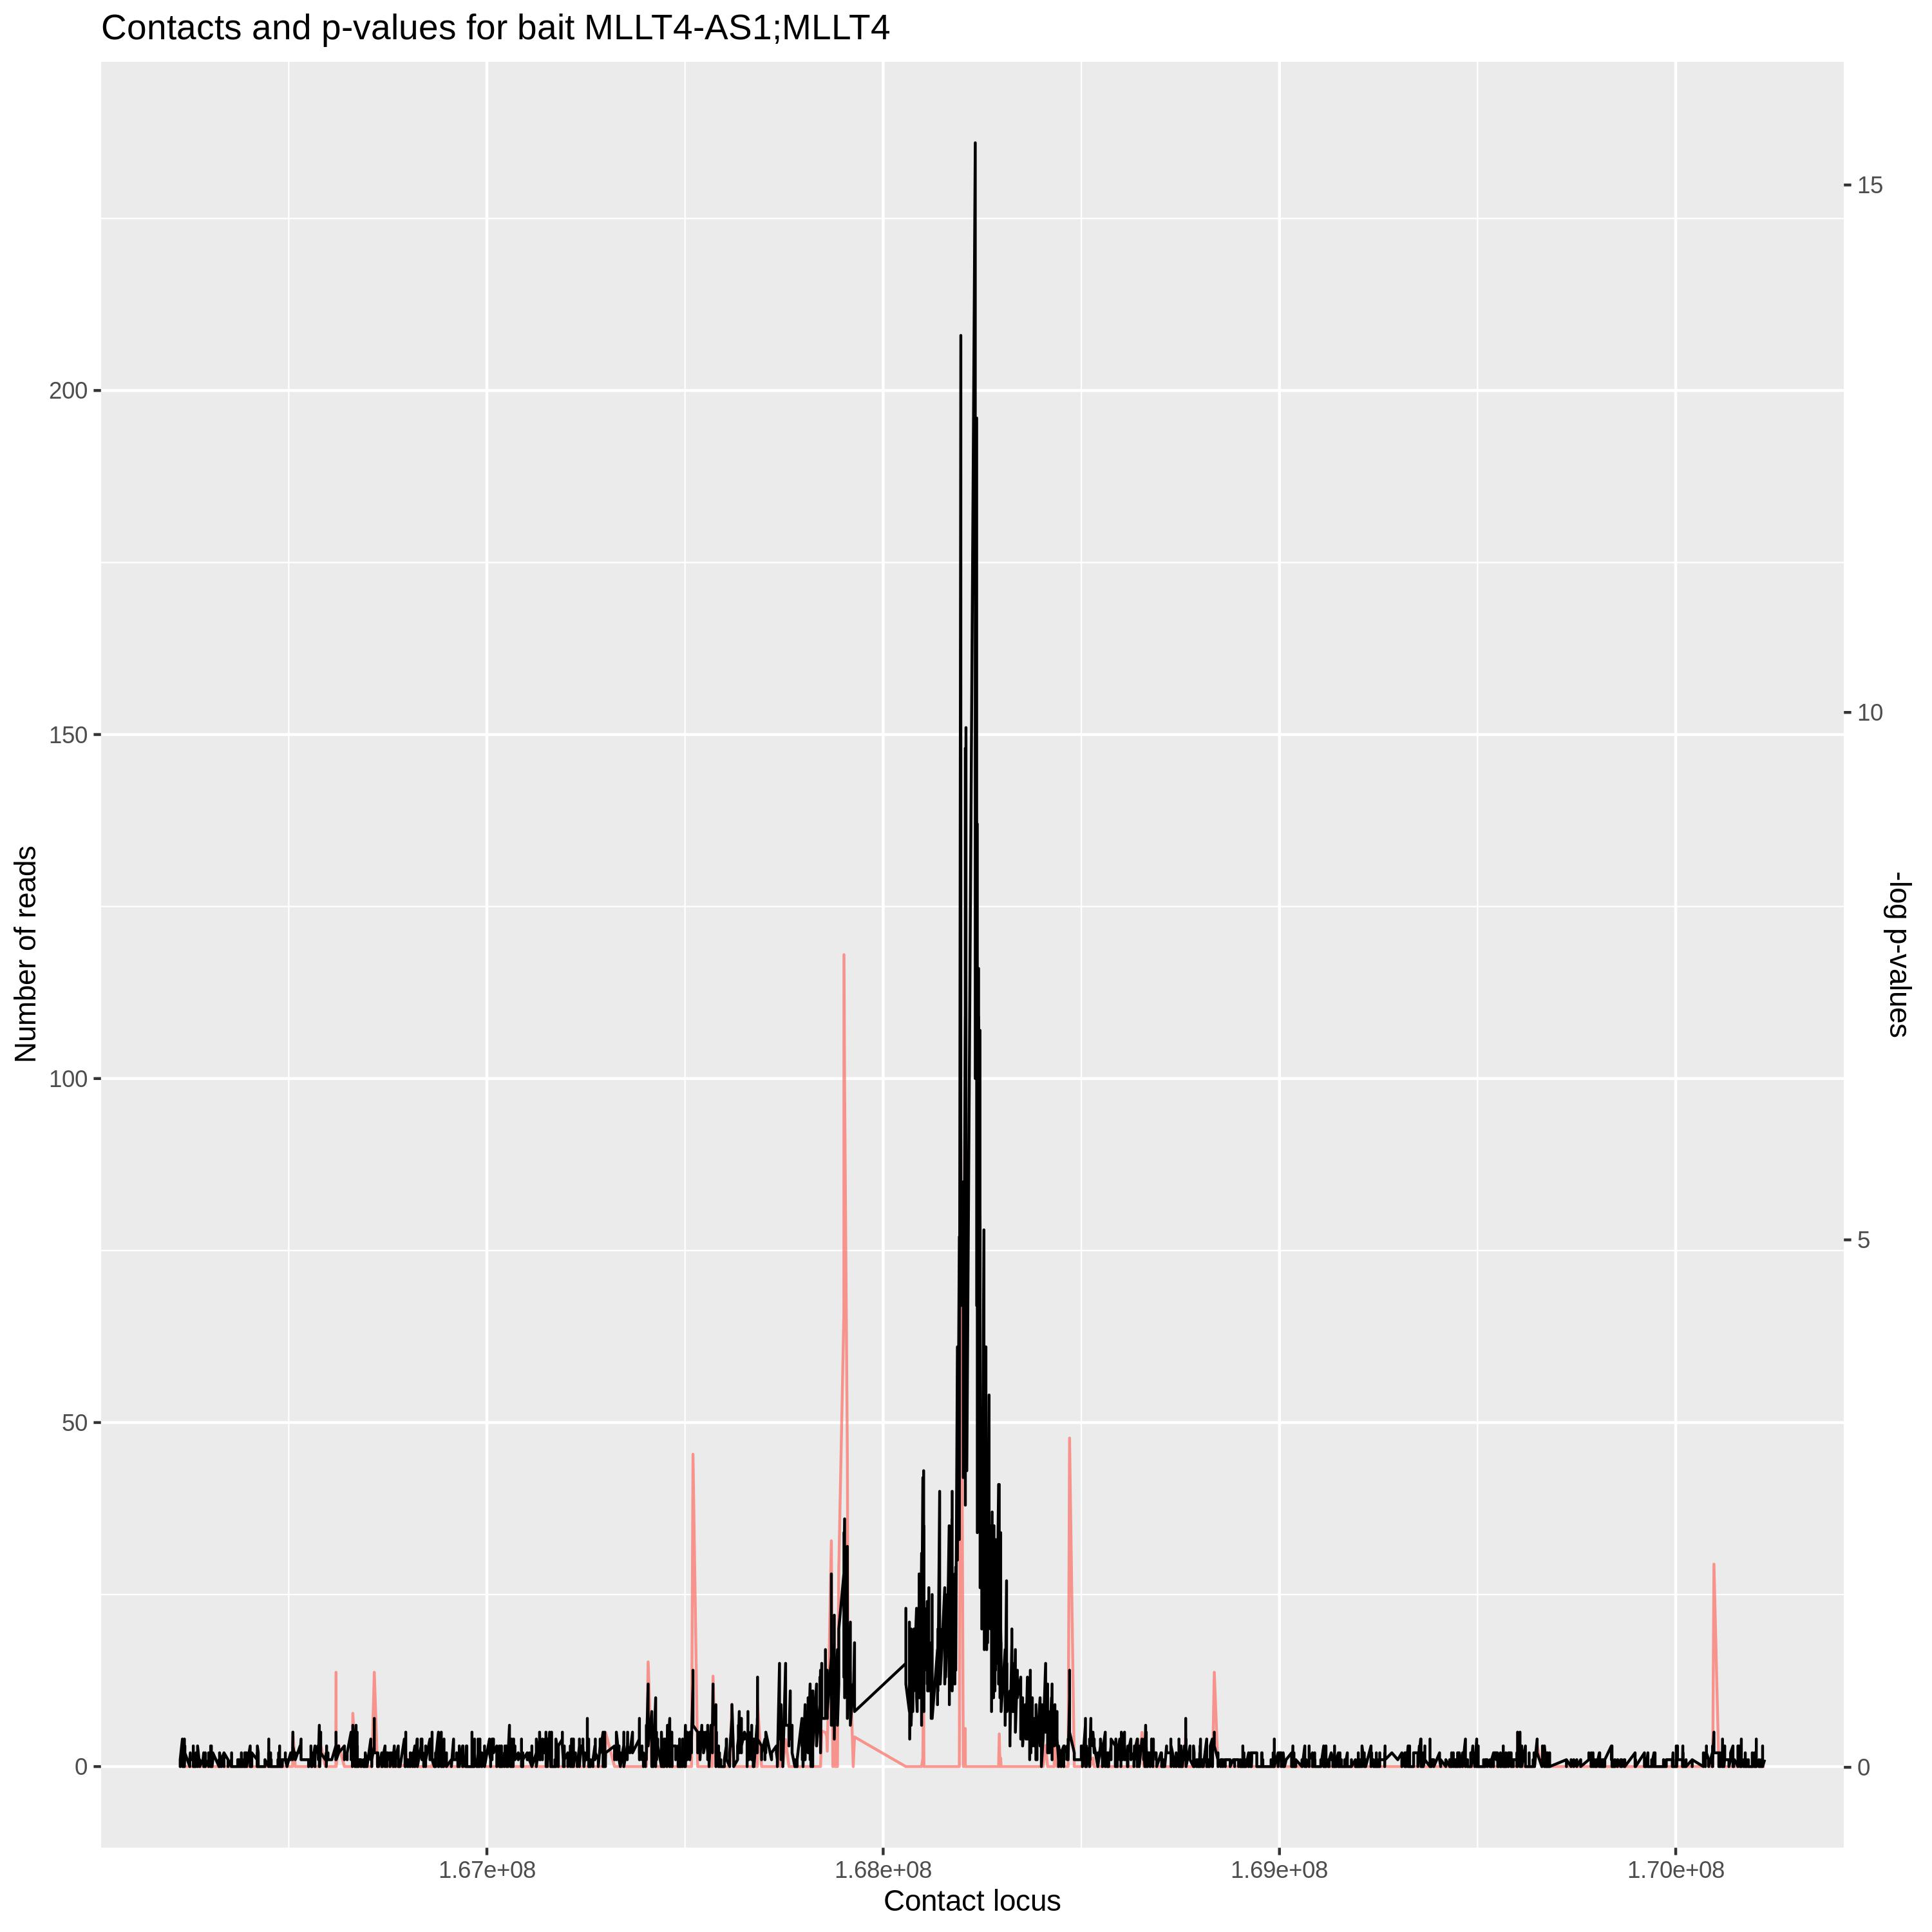 Contacts and p-values for bait MLLT4-AS1;MLLT4
200
150
100
50
0
Number of reads
15
10
5
0
-log p-values
1.67e+08
1.68e+08
1.69e+08
1.70e+08
Contact locus